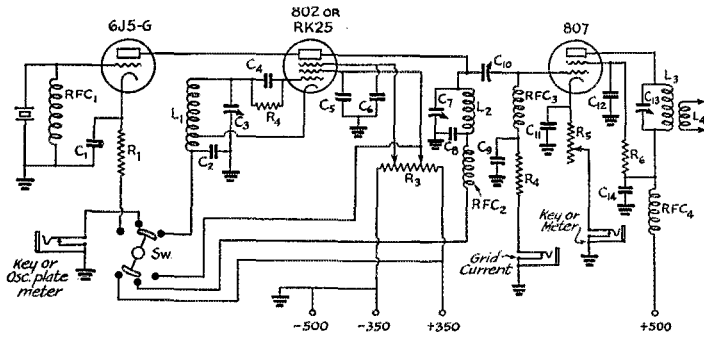 6J5-G
802 OR
RK25
807
RFC1
C1
R1
L1
C4
R4
C3
C2
C5
C6
R3
C7
C8
L2
RFC2
C10
RFC3
C9
C11
R4
C12
R5
R6
C14
C13
L3
L4
RFC4
Sw.
Key or
Osc. plate
meter
Grid
Current
Key or
Meter
-500
-350
+350
+500